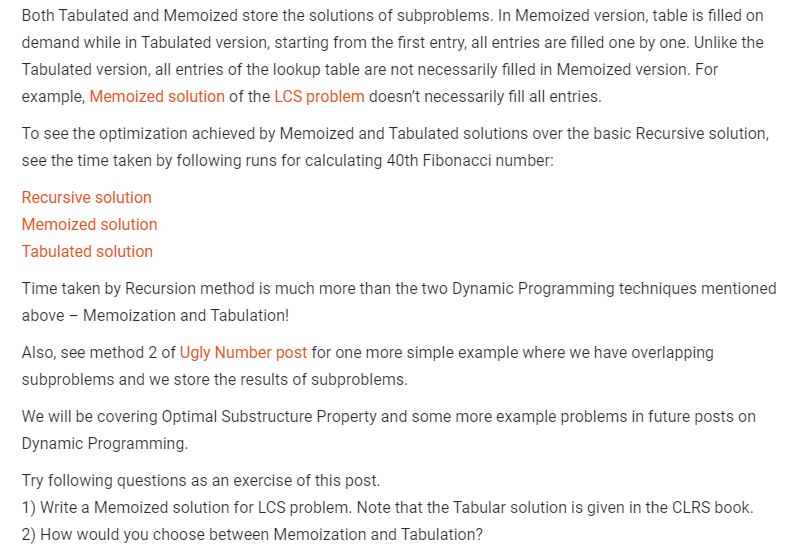 Both Tabulated and Memoized store the solutions of subproblems. In Memoized version, table is filled on
demand while in Tabulated version, starting from the first entry, all entries are filled one by one. Unlike the
Tabulated version, all entries of the lookup table are not necessarily filled in Memoized version. For
example, Memoized solution of the LCS problem doesn’t necessarily fill all entries.
To see the optimization achieved by Memoized and Tabulated solutions over the basic Recursive solution,
see the time taken by following runs for calculating 40th Fibonacci number:
Recursive solution
Memoized solution
Tabulated solution
Time taken by Recursion method is much more than the two Dynamic Programming techniques mentioned
above – Memoization and Tabulation!
Also, see method 2 of Ugly Number post for one more simple example where we have overlapping
subproblems and we store the results of subproblems.
We will be covering Optimal Substructure Property and some more example problems in future posts on
Dynamic Programming.
Try following questions as an exercise of this post.
1) Write a Memoized solution for LCS problem. Note that the Tabular solution is given in the CLRS book.
2) How would you choose between Memoization and Tabulation?